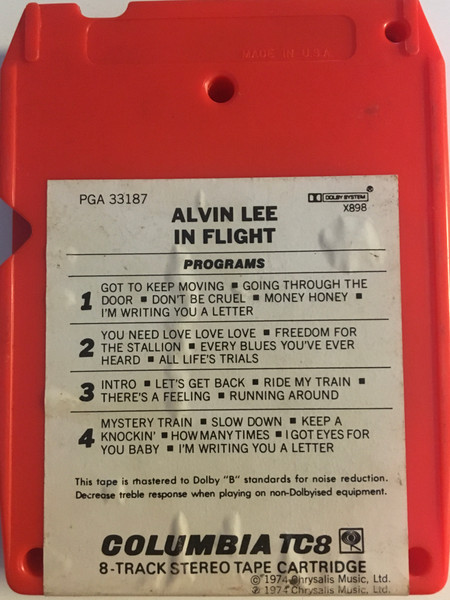 MADE IN U.S.A.
PGA 33187
DOLBY SYSTEM ®
X898
ALVIN LEE
IN FLIGHT
PROGRAMS
1 GOT TO KEEP MOVING ■ GOING THROUGH THE
DOOR ■ DON'T BE CRUEL ■ MONEY HONEY ■
I'M WRITING YOU A LETTER
2 YOU NEED LOVE LOVE LOVE ■ FREEDOM FOR
THE STALLION ■ EVERY BLUES YOU'VE EVER
HEARD ■ ALL LIFE'S TRIALS
3 INTRO ■ LET'S GET BACK ■ RIDE MY TRAIN ■
THERE'S A FEELING ■ RUNNING AROUND
4 MYSTERY TRAIN ■ SLOW DOWN ■ KEEP A
KNOCKIN' ■ HOW MANY TIMES ■ I GOT EYES FOR
YOU BABY ■ I'M WRITING YOU A LETTER
This tape is mastered to Dolby "B" standards for noise reduction.
Decrease treble response when playing on non-Dolbyised equipment.
COLUMBIA TC8
8-TRACK STEREO TAPE CARTRIDGE
© 1974 Chrysalis Music, Ltd.
℗ 1974 Chrysalis Music, Ltd.